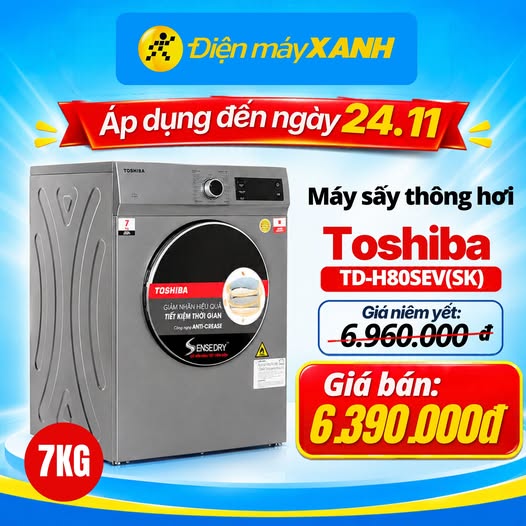 Điện máyXANH
Áp dụng đến ngày 24.11
Máy sấy thông hơi
Toshiba
TD-H80SEV(SK)
Giá niêm yết:
6.960.000 đ
Giá bán:
6.390.000đ
TOSHIBA
7
TOSHIBA
GIẢM NHĂN HIỆU QUẢ
TIẾT KIỆM THỜI GIAN
Công nghệ ANTI-CREASE
SENSEDRY
7KG